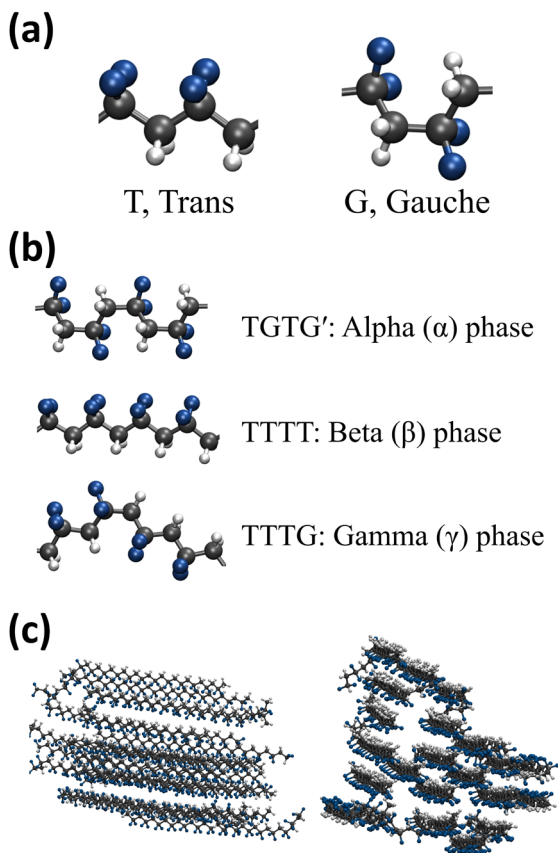 (a)
T, Trans
G, Gauche
(b)
TGTG′: Alpha (α) phase
TTTT: Beta (β) phase
TTTG: Gamma (γ) phase
(c)